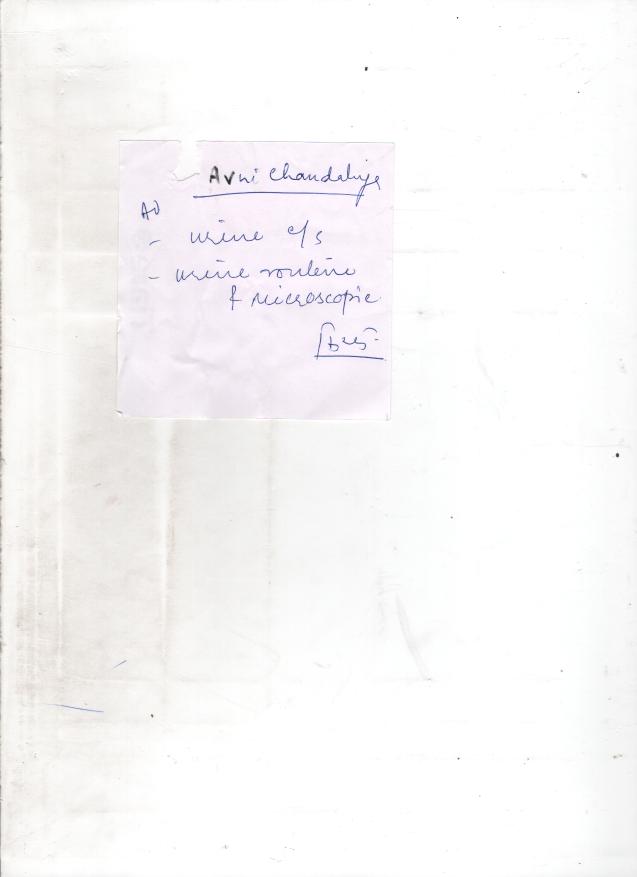 Avni Chandaliya
AD
- urine c/s
- urine routine
& microscopic